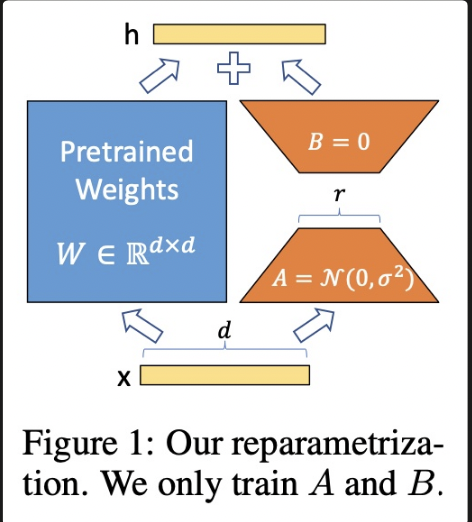 h
Pretrained
Weights
W ∈ ℝ^{d×d}
B = 0
r
A = 𝒩(0, σ²)
d
x
Figure 1: Our reparametriza-
tion. We only train A and B.